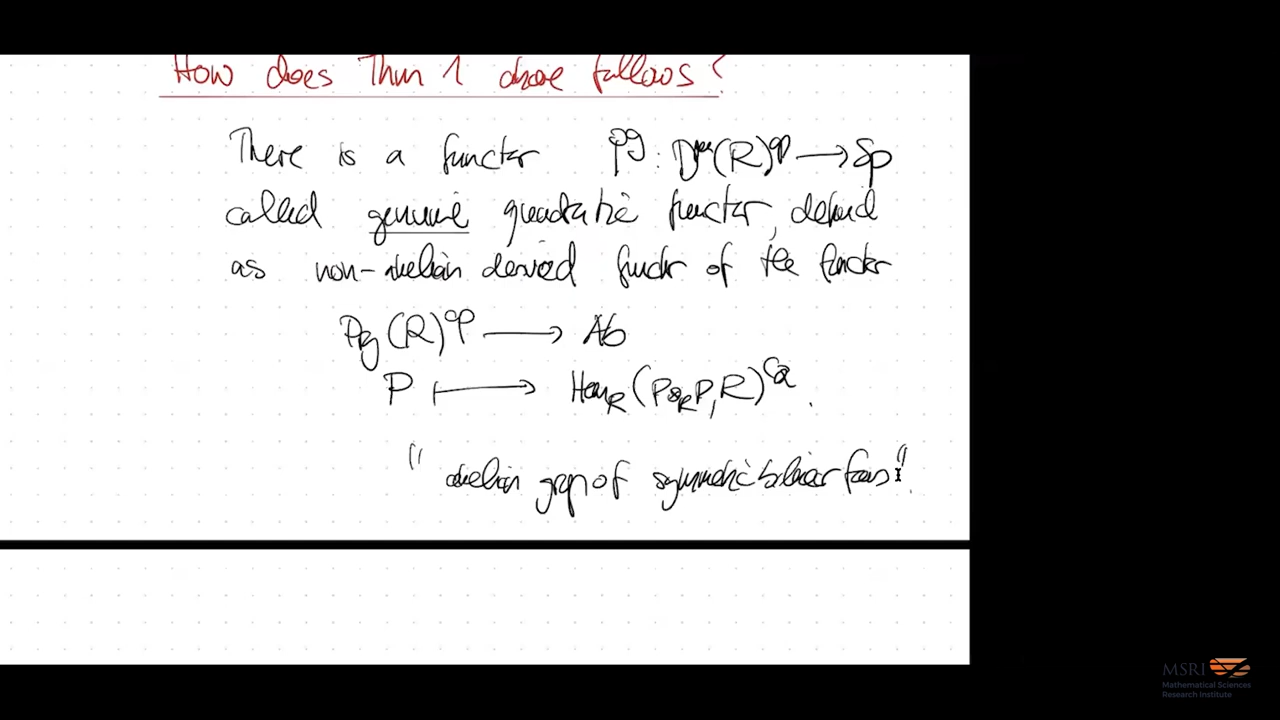 How does Thm 1 above follows?
There is a functor Ϙ^g : D^perf(R)^op → Sp
called genuine quadratic functor, defined
as non-abelian derived functor of the functor
Proj(R)^op → Ab
P ↦ Hom_R(P⊗_R P, R)^C₂.
"abelian group of symmetric bilinear forms".
MSRI
Mathematical Sciences
Research Institute